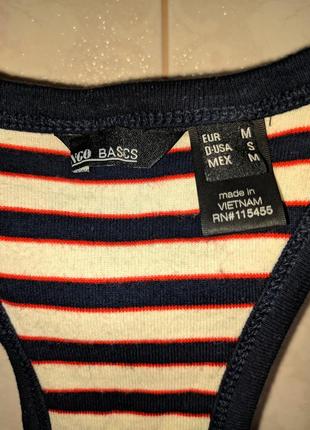 BASCS
EUR M
D-USA S
MEX M
made in
VIETNAM
RN#115455